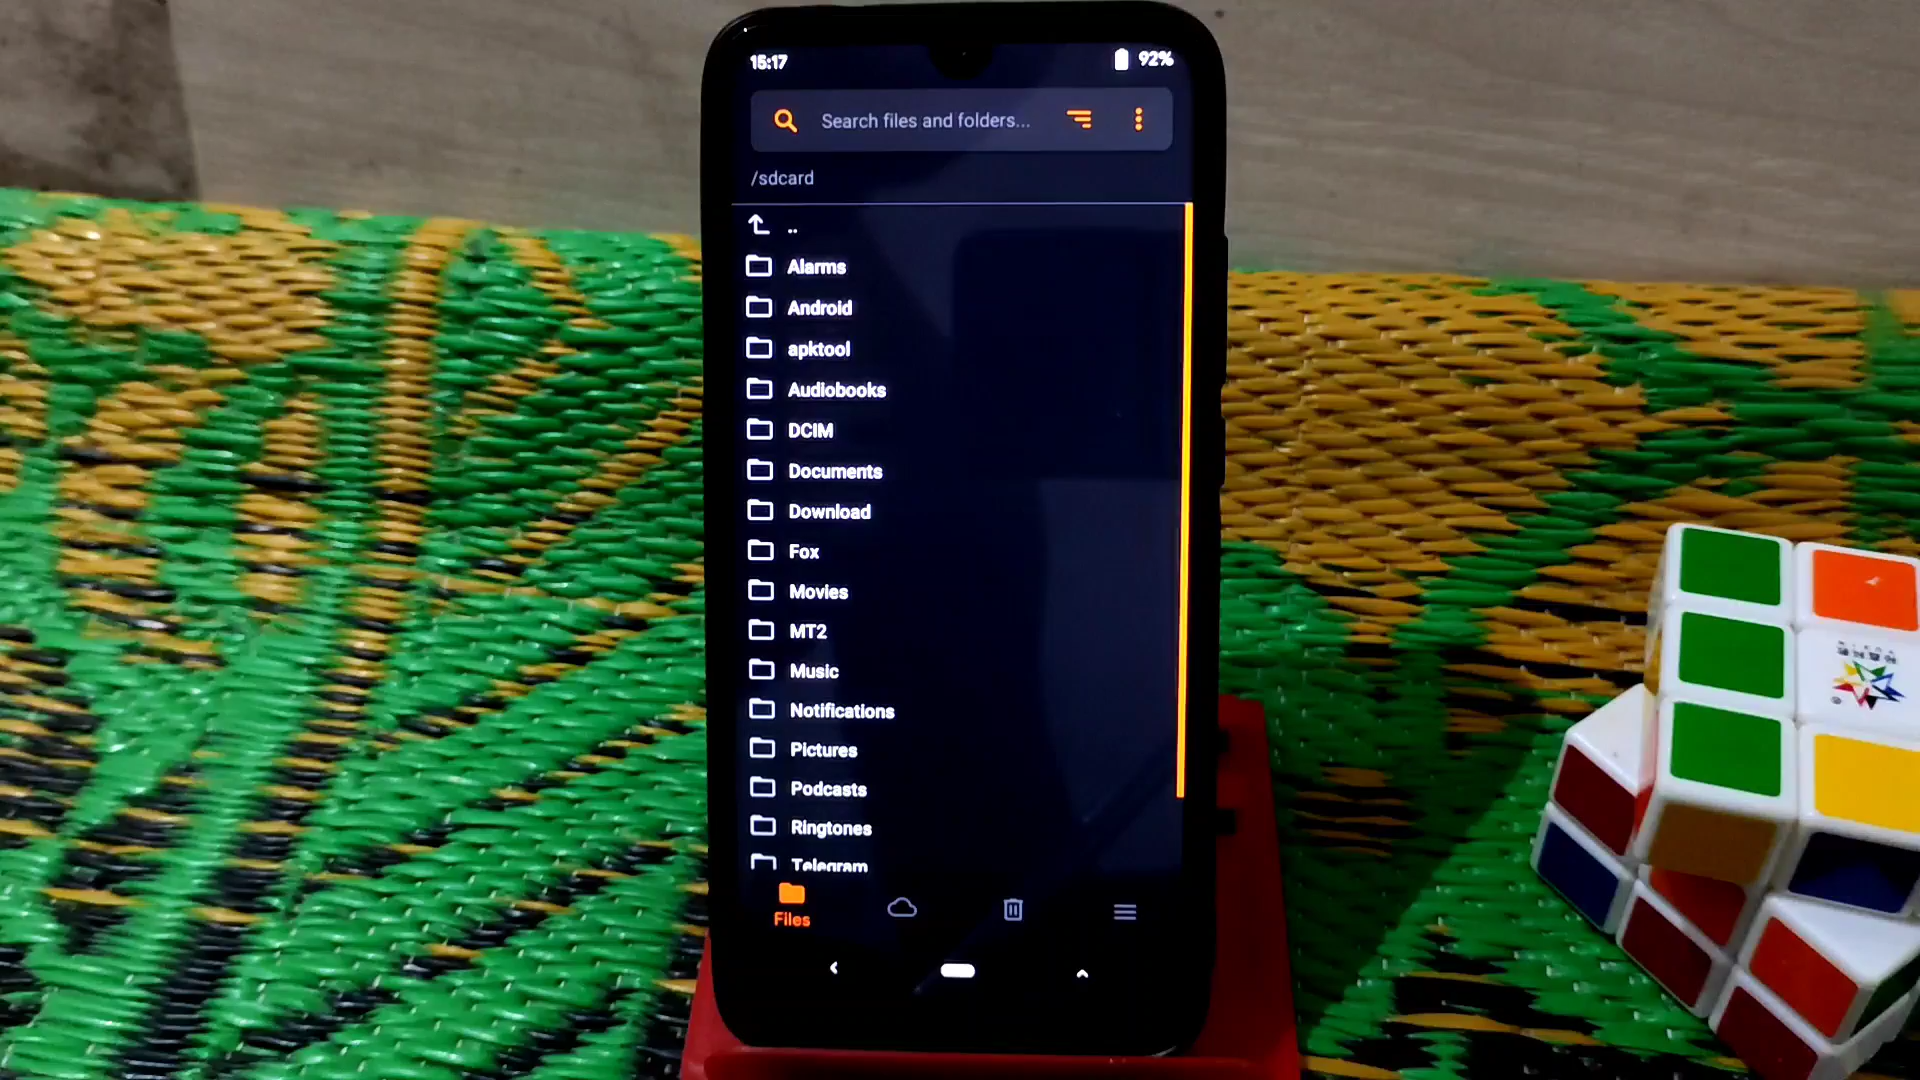 15:17
92%
Search files and folders...
/sdcard
..
Alarms
Android
apktool
Audiobooks
DCIM
Documents
Download
Fox
Movies
MT2
Music
Notifications
Pictures
Podcasts
Ringtones
Telegram
Files